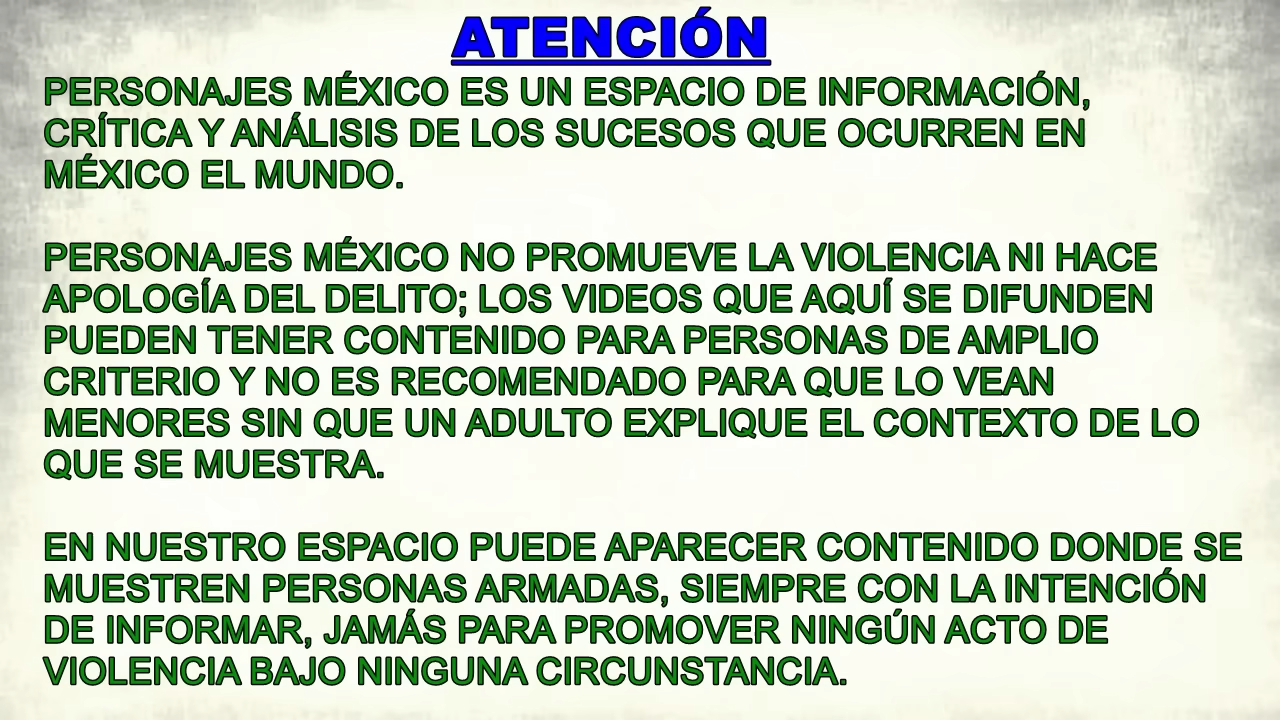 ATENCIÓN
PERSONAJES MÉXICO ES UN ESPACIO DE INFORMACIÓN,
CRÍTICA Y ANÁLISIS DE LOS SUCESOS QUE OCURREN EN
MÉXICO EL MUNDO.
PERSONAJES MÉXICO NO PROMUEVE LA VIOLENCIA NI HACE
APOLOGÍA DEL DELITO; LOS VIDEOS QUE AQUÍ SE DIFUNDEN
PUEDEN TENER CONTENIDO PARA PERSONAS DE AMPLIO
CRITERIO Y NO ES RECOMENDADO PARA QUE LO VEAN
MENORES SIN QUE UN ADULTO EXPLIQUE EL CONTEXTO DE LO
QUE SE MUESTRA.
EN NUESTRO ESPACIO PUEDE APARECER CONTENIDO DONDE SE
MUESTREN PERSONAS ARMADAS, SIEMPRE CON LA INTENCIÓN
DE INFORMAR, JAMÁS PARA PROMOVER NINGÚN ACTO DE
VIOLENCIA BAJO NINGUNA CIRCUNSTANCIA.